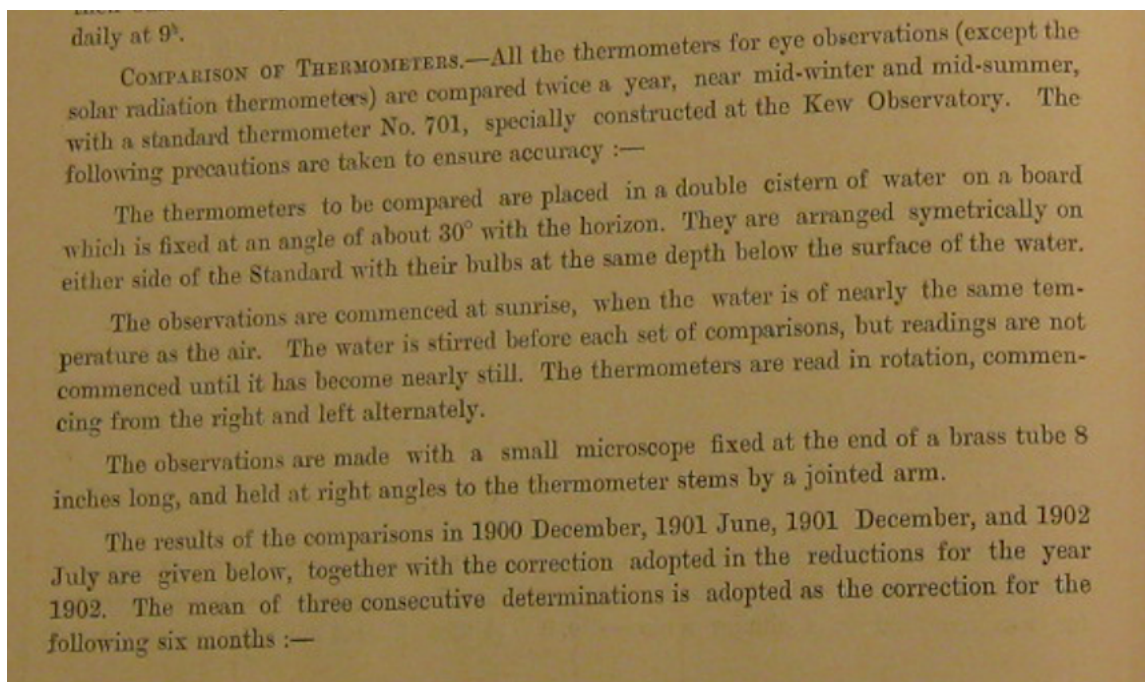 daily at 9ʰ.
COMPARISON OF THERMOMETERS.—All the thermometers for eye observations (except the
solar radiation thermometers) are compared twice a year, near mid-winter and mid-summer,
with a standard thermometer No. 701, specially constructed at the Kew Observatory. The
following precautions are taken to ensure accuracy :—
The thermometers to be compared are placed in a double cistern of water on a board
which is fixed at an angle of about 30° with the horizon. They are arranged symetrically on
either side of the Standard with their bulbs at the same depth below the surface of the water.
The observations are commenced at sunrise, when the water is of nearly the same tem-
perature as the air. The water is stirred before each set of comparisons, but readings are not
commenced until it has become nearly still. The thermometers are read in rotation, commen-
cing from the right and left alternately.
The observations are made with a small microscope fixed at the end of a brass tube 8
inches long, and held at right angles to the thermometer stems by a jointed arm.
The results of the comparisons in 1900 December, 1901 June, 1901 December, and 1902
July are given below, together with the correction adopted in the reductions for the year
1902. The mean of three consecutive determinations is adopted as the correction for the
following six months :—